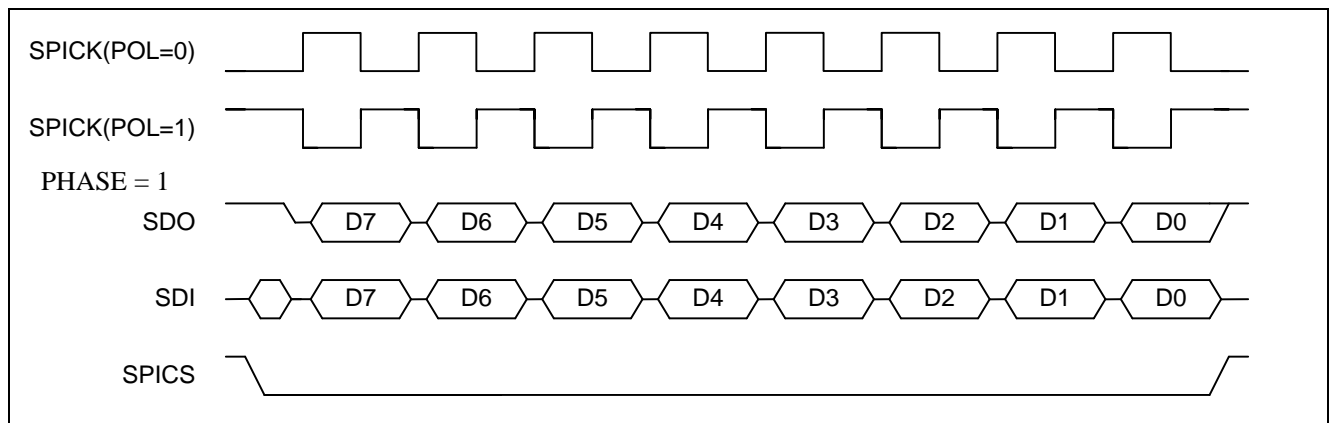 SPICK(POL=0)
SPICK(POL=1)
PHASE = 1
SDO D7 D6 D5 D4 D3 D2 D1 D0
SDI D7 D6 D5 D4 D3 D2 D1 D0
SPICS